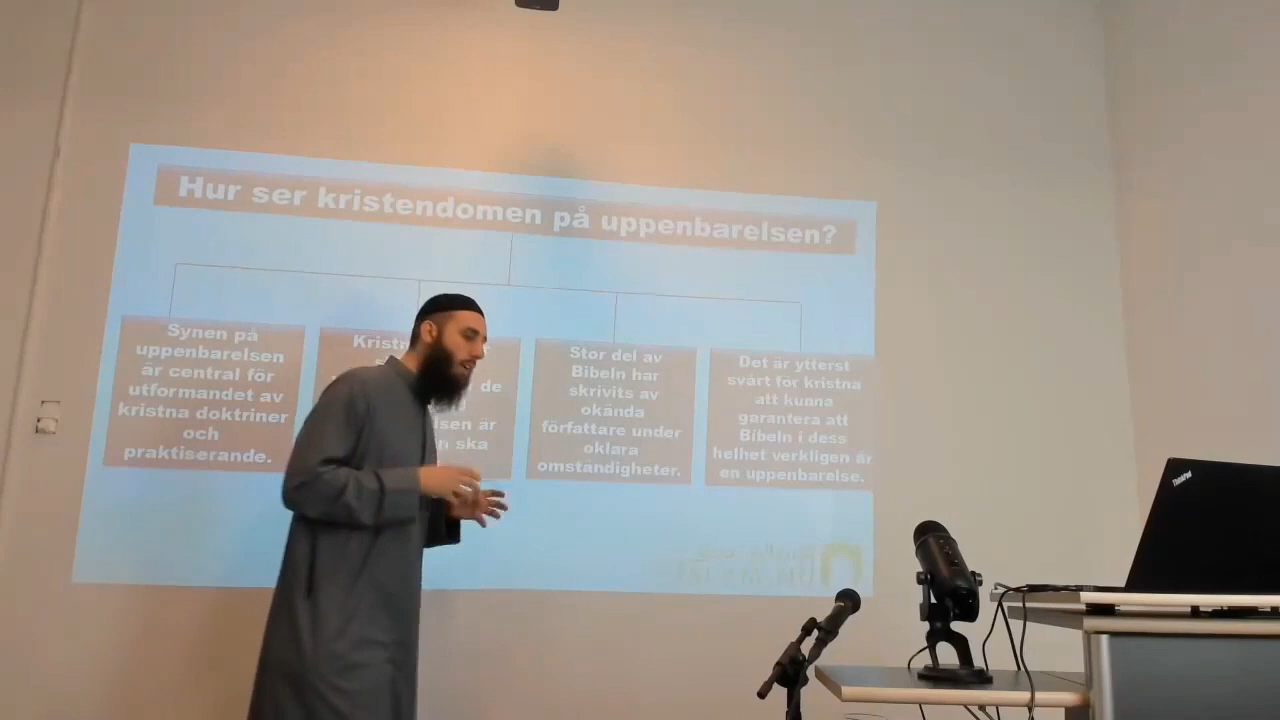 Hur ser kristendomen på uppenbarelsen?
Synen på
uppenbarelsen
är central för
utformandet av
kristna doktriner
och
praktiserande.
de
är
ska
Stor del av
Bibeln har
skrivits av
okända
författare under
oklara
omständigheter.
Det är ytterst
svårt för kristna
att kunna
garantera att
Bibeln i dess
helhet verkligen är
en uppenbarelse.
ThinkPad